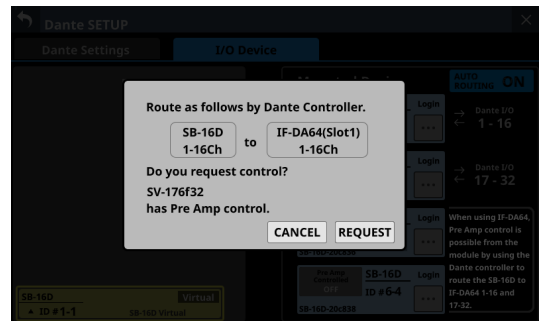 Dante SETUP
Dante Settings
I/O Device
AUTO
ROUTING ON
Route as follows by Dante Controller.
SB-16D
1-16Ch
to
IF-DA64(Slot1)
1-16Ch
Do you request control?
SV-176f32
has Pre Amp control.
CANCEL
REQUEST
Login
...
Dante I/O
1 - 16
Login
...
Dante I/O
17 - 32
Login
...
When using IF-DA64,
Pre Amp control is
possible from the
module by using the
Dante controller to
route the SB-16D to
IF-DA64 1-16 and
17-32.
Pre Amp
Controlled
OFF
SB-16D
ID #6-4
Login
...
SB-16D-20c838
SB-16D
Virtual
▲ ID #1-1
SB-16D Virtual